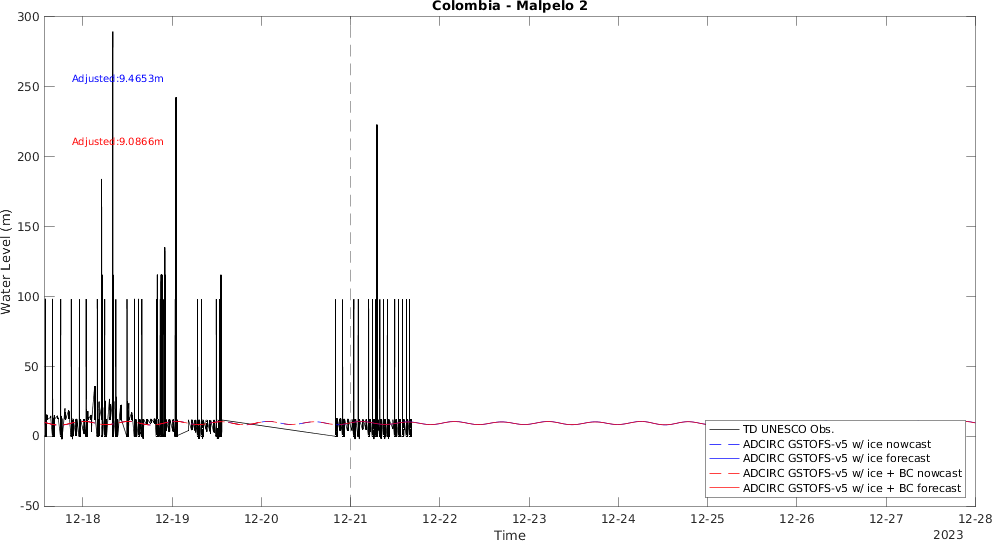 Colombia - Malpelo 2
300
250
200
150
100
50
0
-50
Water Level (m)
Adjusted:9.4653m
Adjusted:9.0866m
TD UNESCO Obs.
ADCIRC GSTOFS-v5 w/ ice nowcast
ADCIRC GSTOFS-v5 w/ ice forecast
ADCIRC GSTOFS-v5 w/ ice + BC nowcast
ADCIRC GSTOFS-v5 w/ ice + BC forecast
12-18 12-19 12-20 12-21 12-22 12-23 12-24 12-25 12-26 12-27 12-28
Time
2023